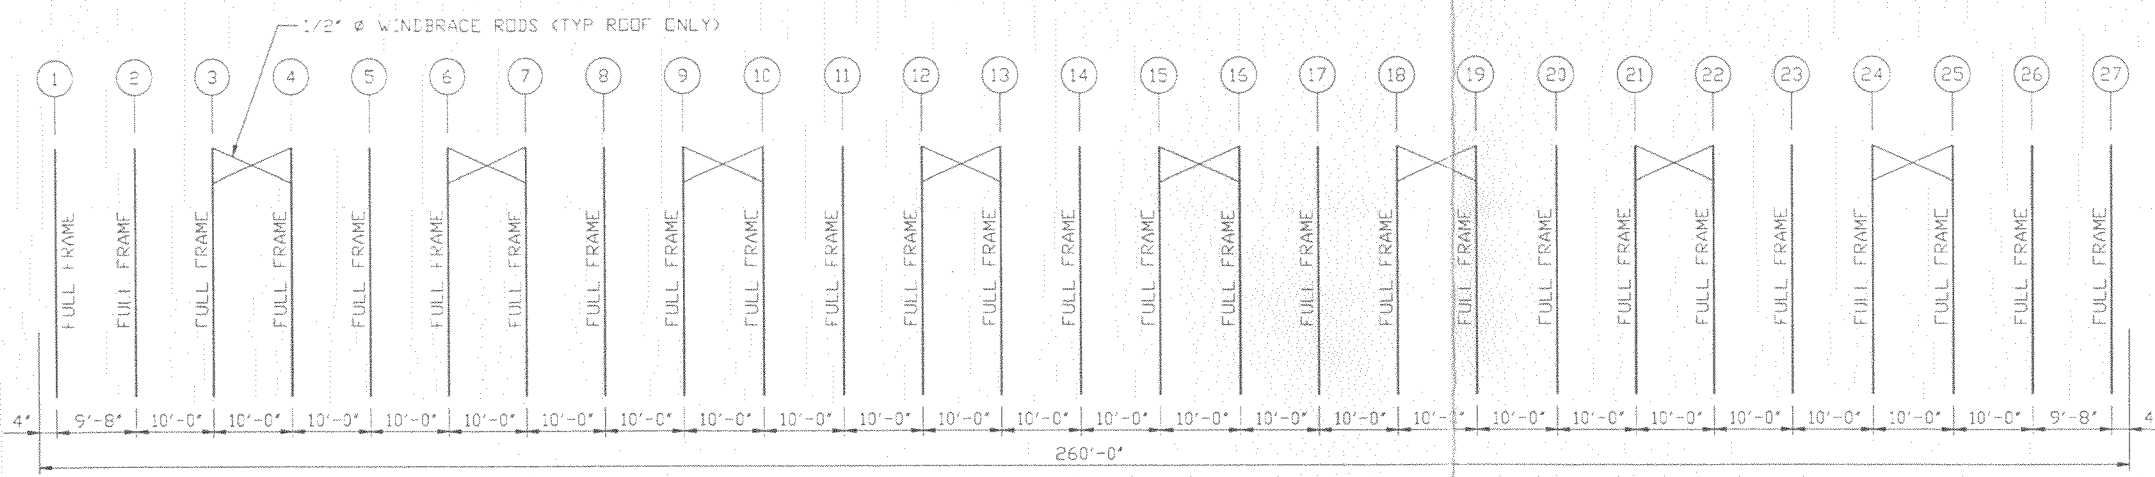 1/2" ø WINDBRACE RODS (TYP ROOF ONLY)
1 2 3 4 5 6 7 8 9 10 11 12 13 14 15 16 17 18 19 20 21 22 23 24 25 26 27
FULL FRAME FULL FRAME FULL FRAME FULL FRAME FULL FRAME FULL FRAME FULL FRAME FULL FRAME FULL FRAME FULL FRAME FULL FRAME FULL FRAME FULL FRAME FULL FRAME FULL FRAME FULL FRAME FULL FRAME FULL FRAME FULL FRAME FULL FRAME FULL FRAME FULL FRAME FULL FRAME FULL FRAME FULL FRAME FULL FRAME FULL FRAME
4" 9'-8" 10'-0" 10'-0" 10'-0" 10'-0" 10'-0" 10'-0" 10'-0" 10'-0" 10'-0" 10'-0" 10'-0" 10'-0" 10'-0" 10'-0" 10'-0" 10'-0" 10'-0" 10'-0" 10'-0" 10'-0" 10'-0" 10'-0" 10'-0" 10'-0" 9'-8" 4
260'-0"